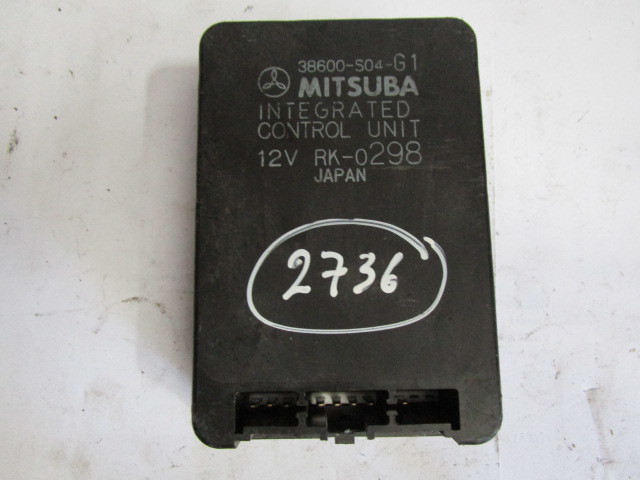 38600-S04-G1
MITSUBA
INTEGRATED
CONTROL UNIT
12V RK-0298
JAPAN
2736